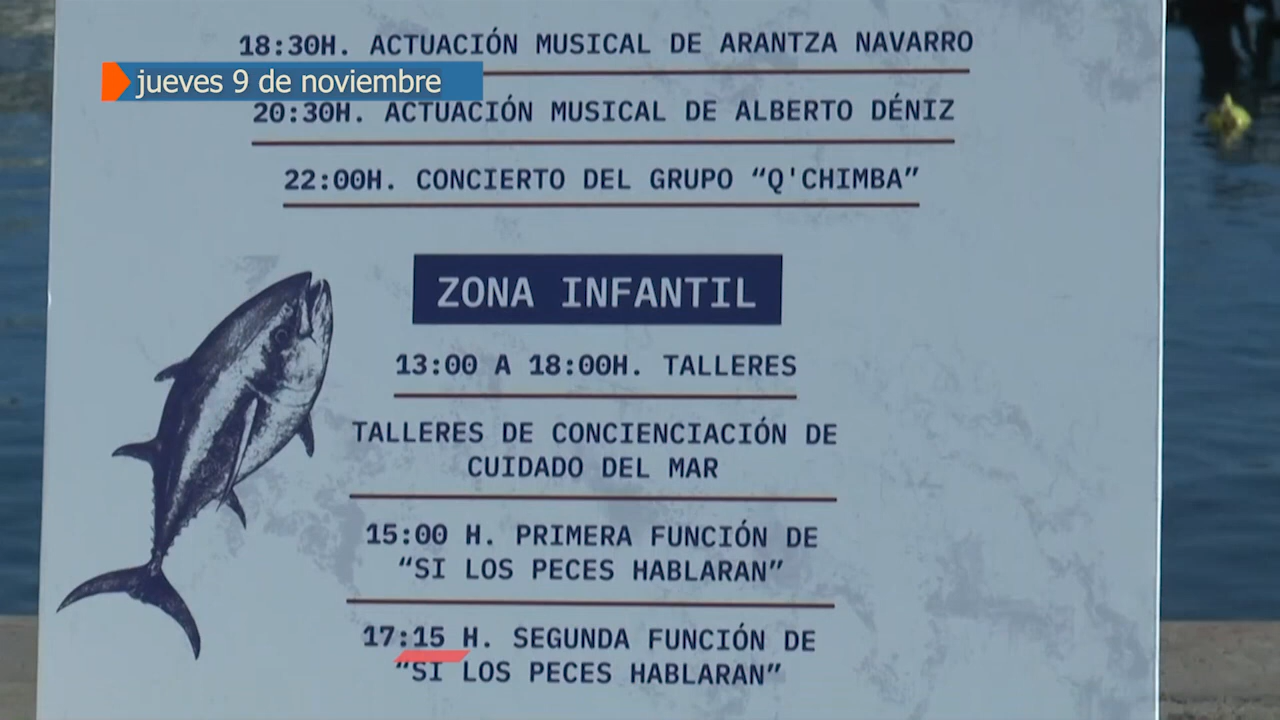 18:30H. ACTUACIÓN MUSICAL DE ARANTZA NAVARRO
jueves 9 de noviembre
20:30H. ACTUACIÓN MUSICAL DE ALBERTO DÉNIZ
22:00H. CONCIERTO DEL GRUPO “Q'CHIMBA”
ZONA INFANTIL
13:00 A 18:00H. TALLERES
TALLERES DE CONCIENCIACIÓN DE
CUIDADO DEL MAR
15:00 H. PRIMERA FUNCIÓN DE
“SI LOS PECES HABLARAN”
17:15 H. SEGUNDA FUNCIÓN DE
“SI LOS PECES HABLARAN”